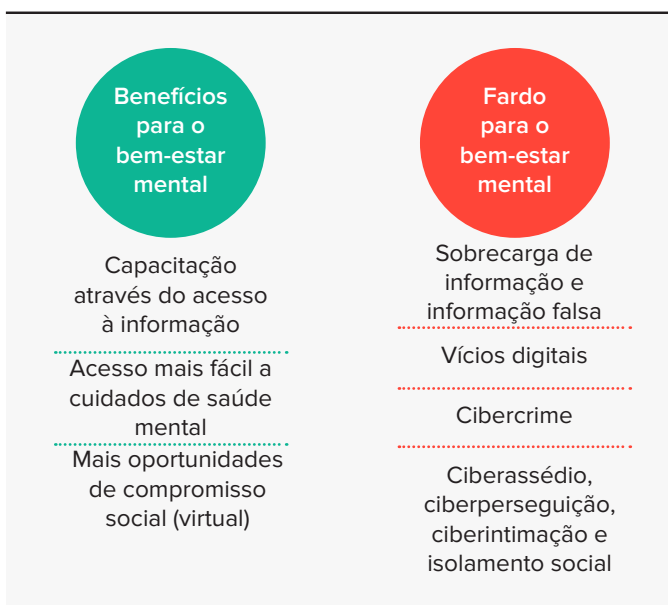 Benefícios
para o
bem-estar
mental
Capacitação
através do acesso
à informação
Acesso mais fácil a
cuidados de saúde
mental
Mais oportunidades
de compromisso
social (virtual)
Fardo
para o
bem-estar
mental
Sobrecarga de
informação e
informação falsa
Vícios digitais
Cibercrime
Ciberassédio,
ciberperseguição,
ciberintimação e
isolamento social